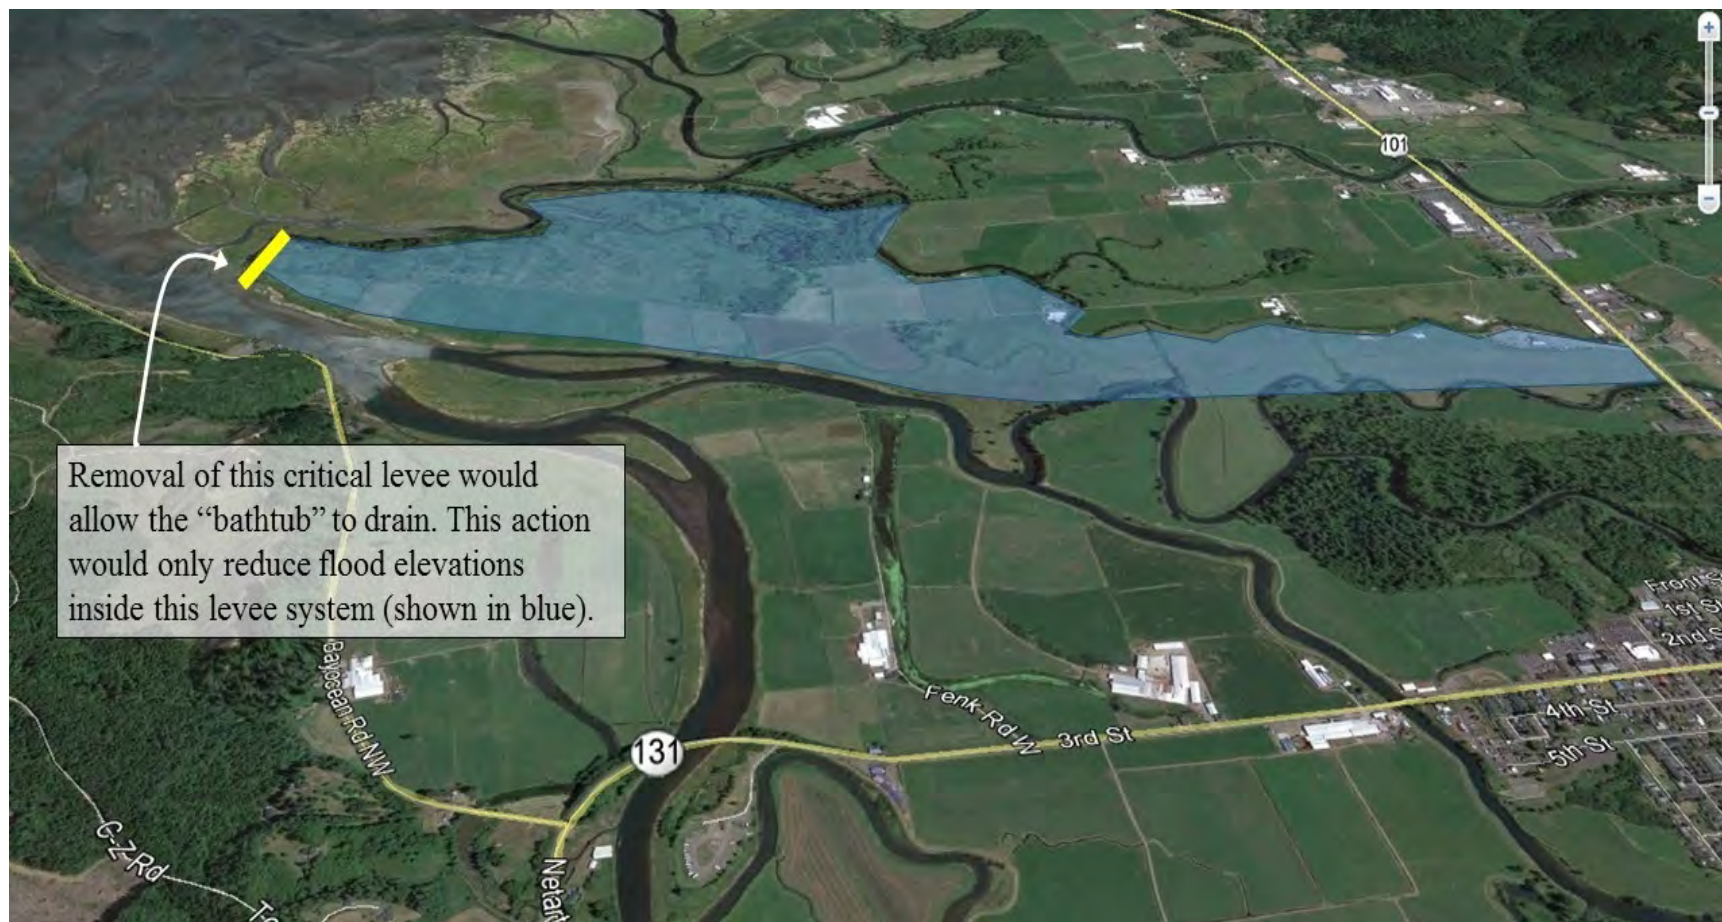 101
Removal of this critical levee would
allow the “bathtub” to drain. This action
would only reduce flood elevations
inside this levee system (shown in blue).
Front S
1st St
2nd S
Bayocean Rd NW
Fenk Rd W
3rd St
4th St
5th St
131
G-Z Rd
Netart
To